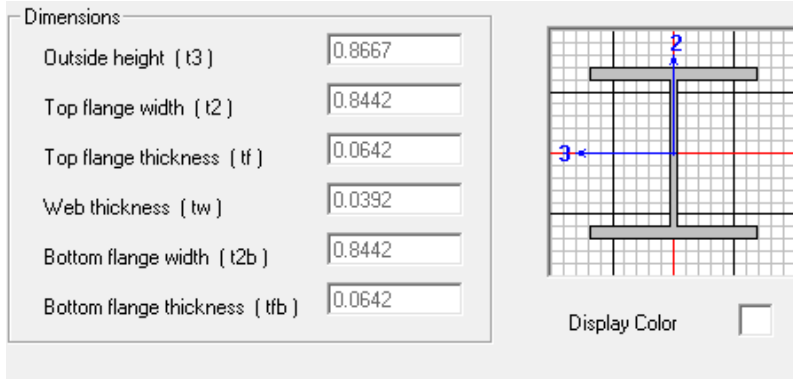 Dimensions
Outside height ( t3 ) 0.8667
Top flange width ( t2 ) 0.8442
Top flange thickness ( tf ) 0.0642
Web thickness ( tw ) 0.0392
Bottom flange width ( t2b ) 0.8442
Bottom flange thickness ( tfb ) 0.0642
2
3
Display Color